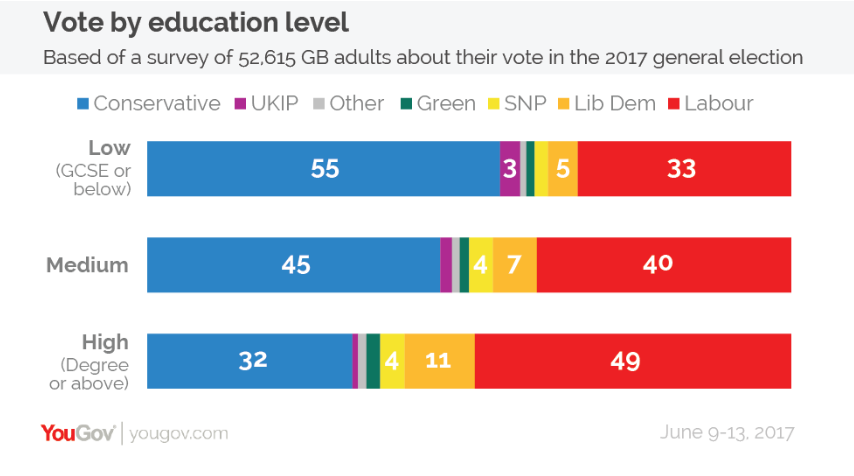 Vote by education level
Based of a survey of 52,615 GB adults about their vote in the 2017 general election
Conservative UKIP Other Green SNP Lib Dem Labour
Low
(GCSE or
below)
55 3 5 33
Medium
45 4 7 40
High
(Degree
or above)
32 4 11 49
YouGov | yougov.com
June 9-13, 2017